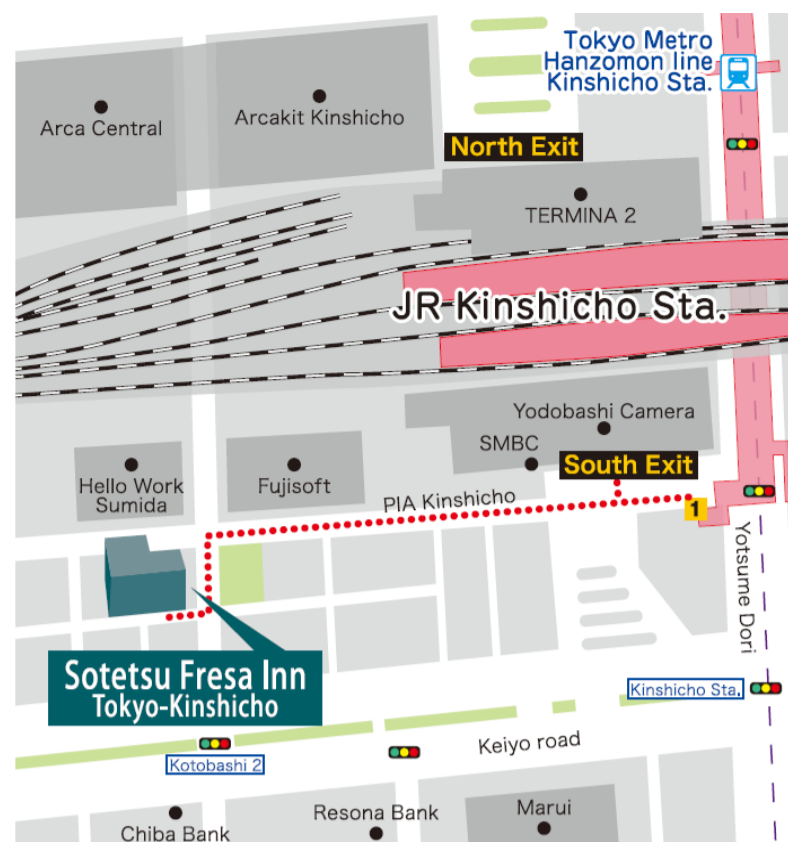 Tokyo Metro
Hanzomon line
Kinshicho Sta.
Arca Central
Arcakit Kinshicho
North Exit
TERMINA 2
JR Kinshicho Sta.
Yodobashi Camera
SMBC
South Exit
Hello Work
Sumida
Fujisoft
PIA Kinshicho
1
Yotsume Dori
Sotetsu Fresa Inn
Tokyo-Kinshicho
Kinshicho Sta.
Keiyo road
Kotobashi 2
Chiba Bank
Resona Bank
Marui